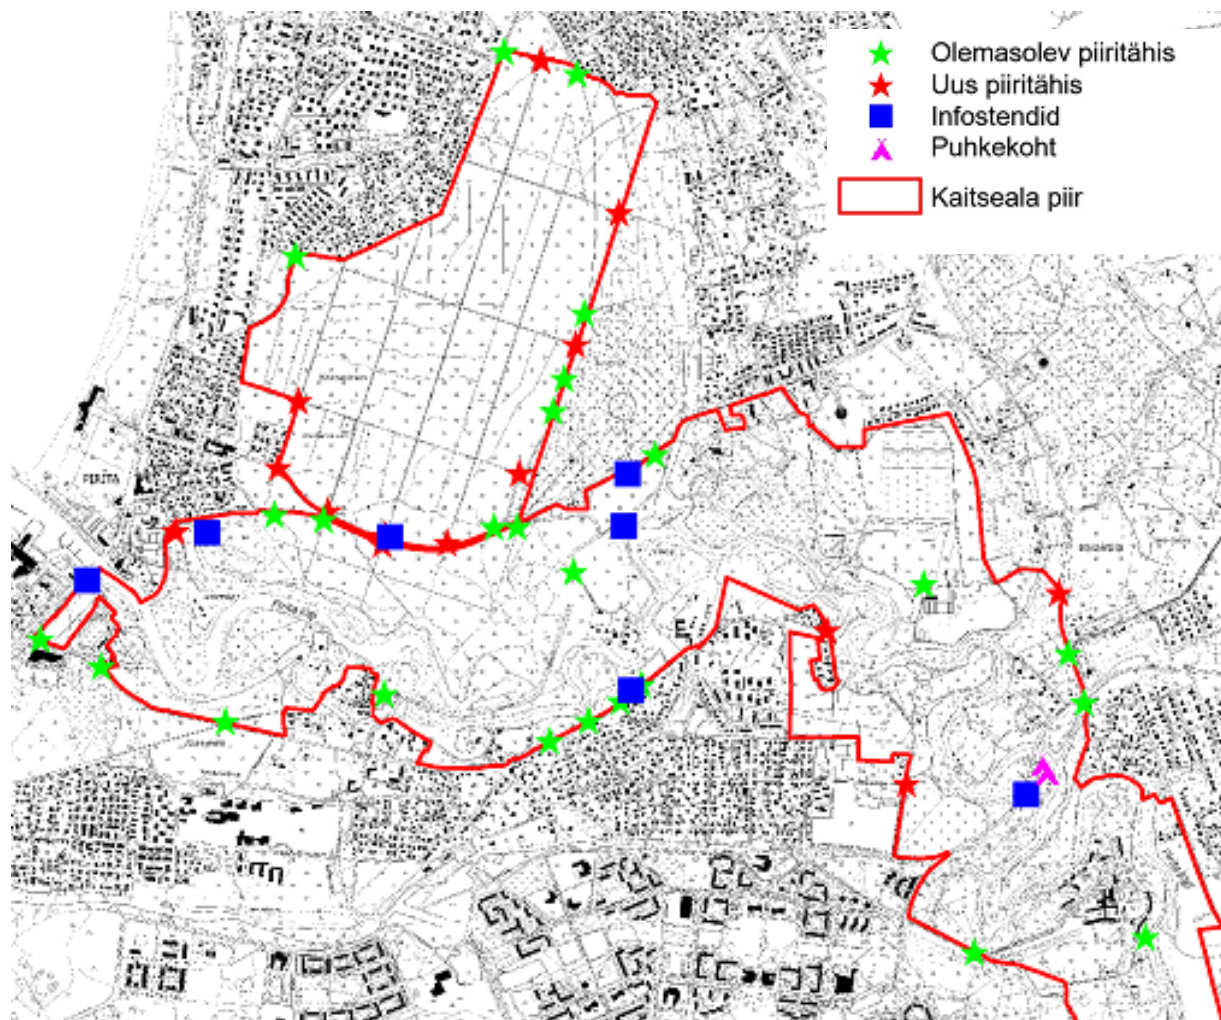 Olemasolev piiritähis
Uus piiritähis
Infostendid
Puhkekoht
Kaitseala piir
PIRITA